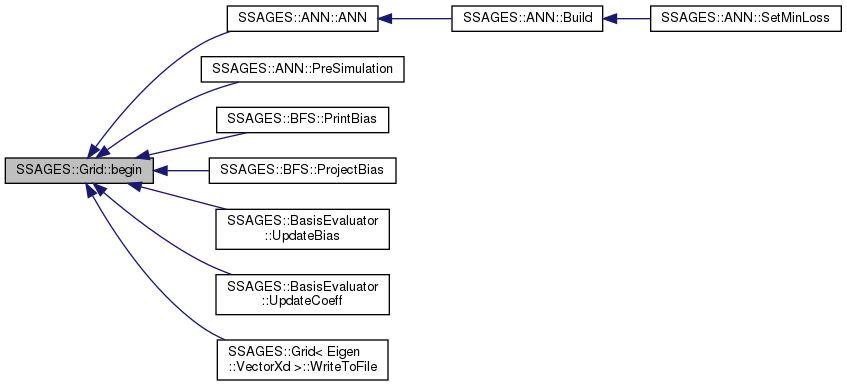 SSAGES::ANN::ANN
SSAGES::ANN::Build
SSAGES::ANN::SetMinLoss
SSAGES::ANN::PreSimulation
SSAGES::BFS::PrintBias
SSAGES::Grid::begin
SSAGES::BFS::ProjectBias
SSAGES::BasisEvaluator
::UpdateBias
SSAGES::BasisEvaluator
::UpdateCoeff
SSAGES::Grid< Eigen
::VectorXd >::WriteToFile